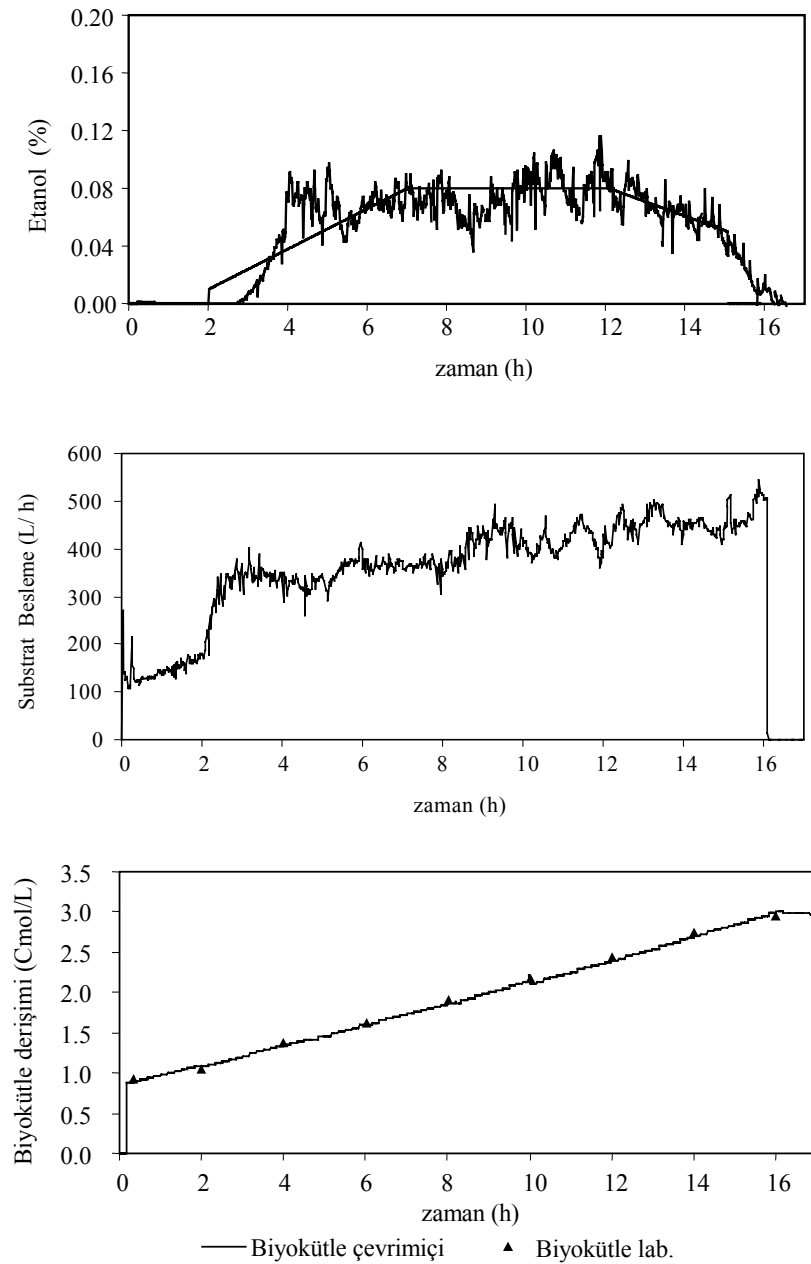 0.20
0.16
0.12
0.08
0.04
0.00
Etanol (%)
0 2 4 6 8 10 12 14 16
zaman (h)
600
500
400
300
200
100
0
Substrat Besleme (L/ h)
0 2 4 6 8 10 12 14 16
zaman (h)
3.5
3.0
2.5
2.0
1.5
1.0
0.5
0.0
Biyokütle derişimi (Cmol/L)
0 2 4 6 8 10 12 14 16
zaman (h)
Biyokütle çevrimiçi Biyokütle lab.